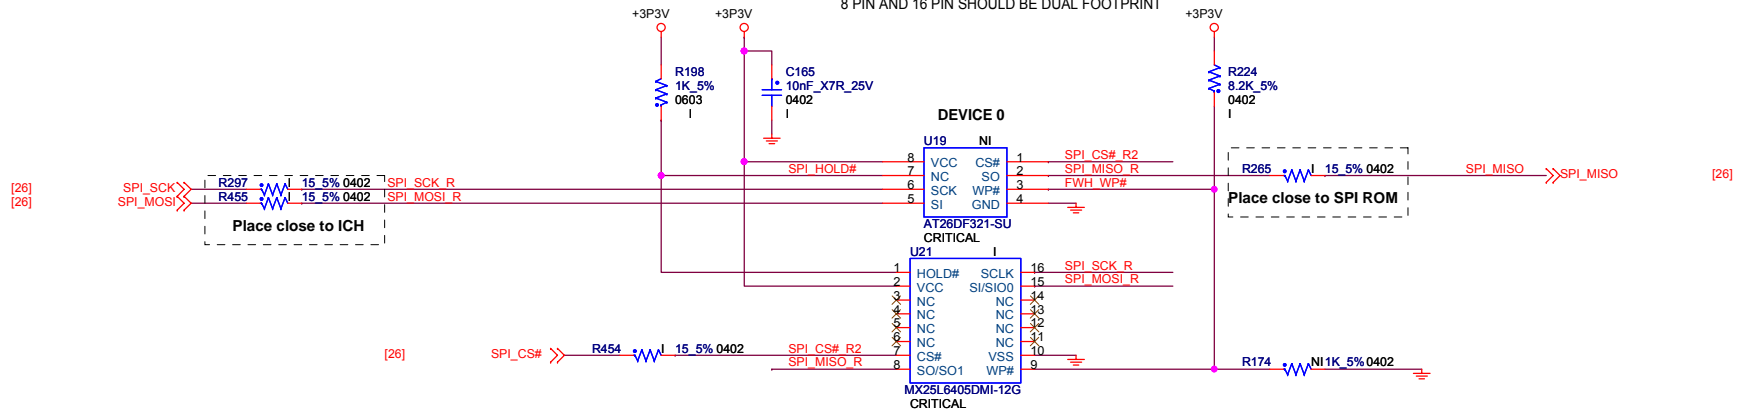 8 PIN AND 16 PIN SHOULD BE DUAL FOOTPRINT
+3P3V +3P3V +3P3V
R198
1K_5%
0603
I
C165
10nF_X7R_25V
0402
I
R224
8.2K_5%
0402
I
DEVICE 0
U19 NI
8 VCC CS# 1 SPI_CS#_R2
SPI_HOLD# 7 NC SO 2 SPI_MISO_R
6 SCK WP# 3 FWH_WP#
5 SI GND 4
AT26DF321-SU
CRITICAL
[26] SPI_SCK R297 I 15_5% 0402 SPI_SCK_R
[26] SPI_MOSI R455 I 15_5% 0402 SPI_MOSI_R
Place close to ICH
R265 I 15_5% 0402 SPI_MISO SPI_MISO [26]
Place close to SPI ROM
U21 I
1 HOLD# SCLK 16 SPI_SCK_R
2 VCC SI/SIO0 15 SPI_MOSI_R
3 NC NC 14
4 NC NC 13
5 NC NC 12
6 NC NC 11
[26] SPI_CS# R454 I 15_5% 0402 SPI_CS#_R2 7 CS# VSS 10
SPI_MISO_R 8 SO/SO1 WP# 9
R174 NI 1K_5% 0402
MX25L6405DMI-12G
CRITICAL